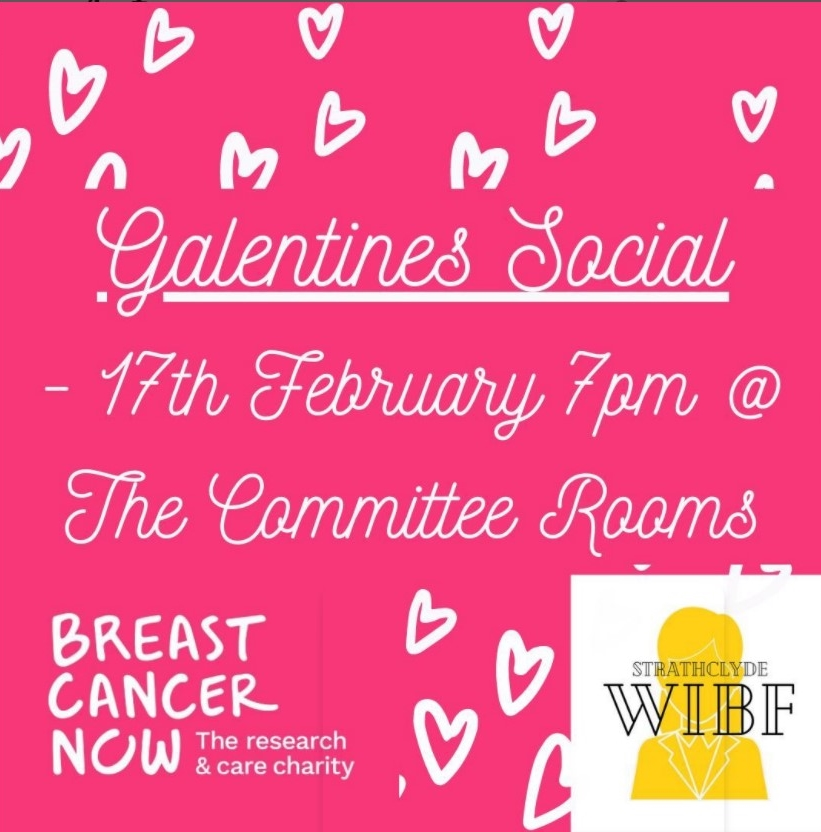 Galentines Social
- 17th February 7pm @
The Committee Rooms
BREAST
CANCER
NOW The research
& care charity
STRATHCLYDE
WIBF